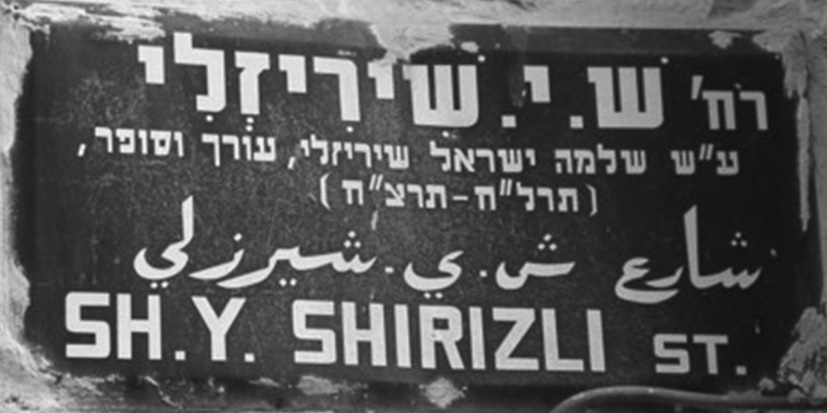 רח' ש.י. שיריזלי
ע"ש שלמה ישראל שיריזלי, עורך וסופר,
(תרל"ח-תרצ"ח)
شارع ش.ي.شيرزلي
SH.Y. SHIRIZLI ST.